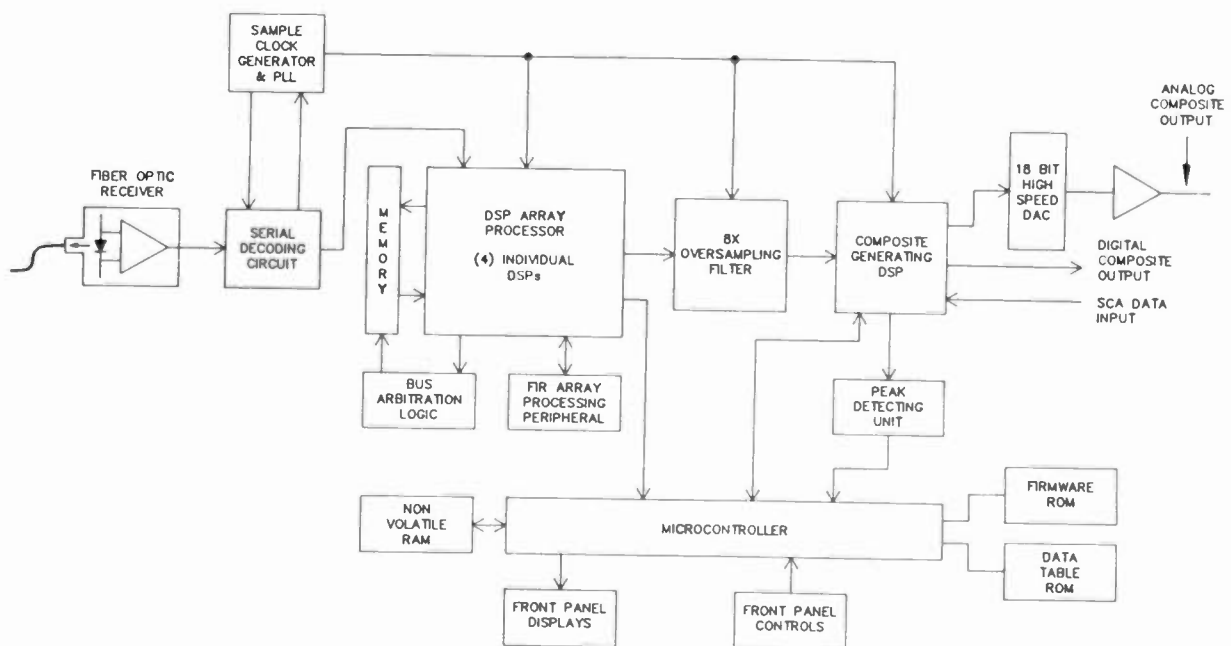 SAMPLE
CLOCK
GENERATOR
& PLL
ANALOG
COMPOSITE
OUTPUT
FIBER OPTIC
RECEIVER
SERIAL
DECODING
CIRCUIT
MEMORY
DSP ARRAY
PROCESSOR
(4) INDIVIDUAL
DSPs
8X
OVERSAMPLING
FILTER
COMPOSITE
GENERATING
DSP
18 BIT
HIGH
SPEED
DAC
DIGITAL
COMPOSITE
OUTPUT
SCA DATA
INPUT
BUS
ARBITRATION
LOGIC
FIR ARRAY
PROCESSING
PERIPHERAL
PEAK
DETECTING
UNIT
NON
VOLATILE
RAM
MICROCONTROLLER
FIRMWARE
ROM
DATA
TABLE
ROM
FRONT PANEL
DISPLAYS
FRONT PANEL
CONTROLS